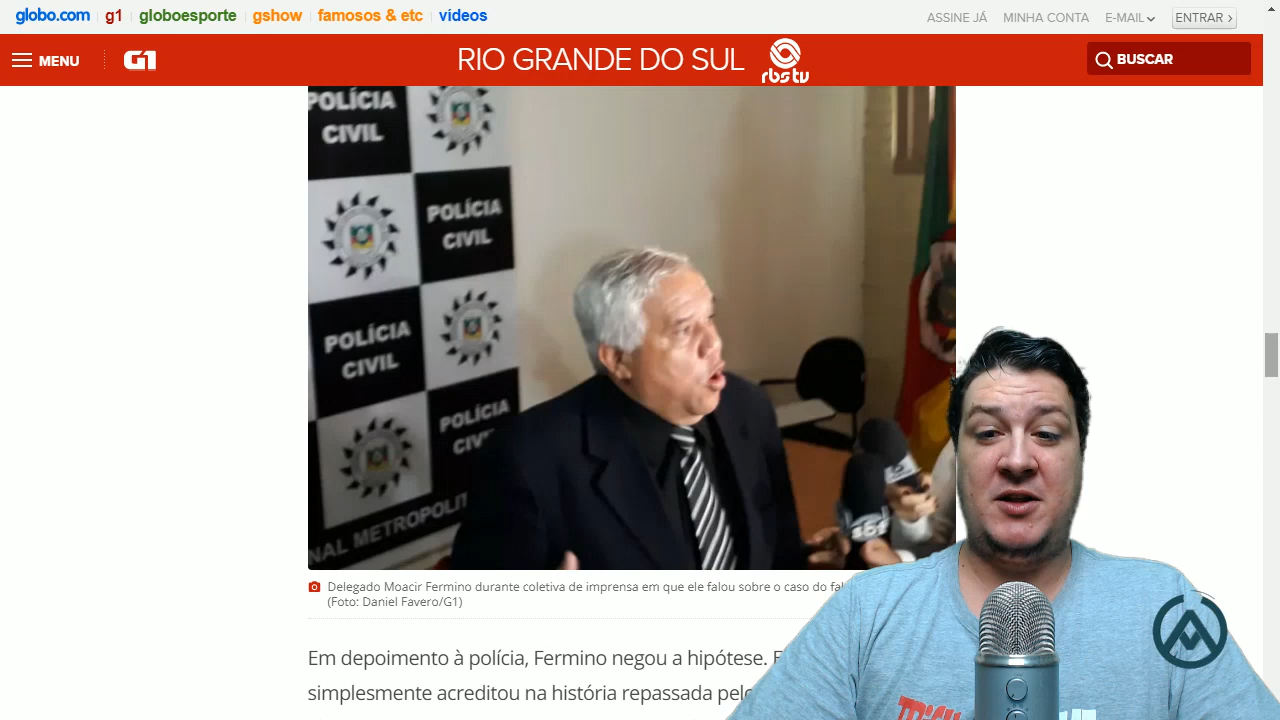 globo.com g1 globoesporte gshow famosos & etc vídeos
ASSINE JÁ MINHA CONTA E-MAIL ENTRAR ›
MENU G1 RIO GRANDE DO SUL rbs tv BUSCAR
POLÍCIA
CIVIL
POLÍCIA
CIVIL
POLÍCIA
CIVIL
POLÍCIA
NAL METROPOLIT
sbt
Delegado Moacir Fermino durante coletiva de imprensa em que ele falou sobre o caso do
(Foto: Daniel Favero/G1)
Em depoimento à polícia, Fermino negou a hipótese.
simplesmente acreditou na história repassada